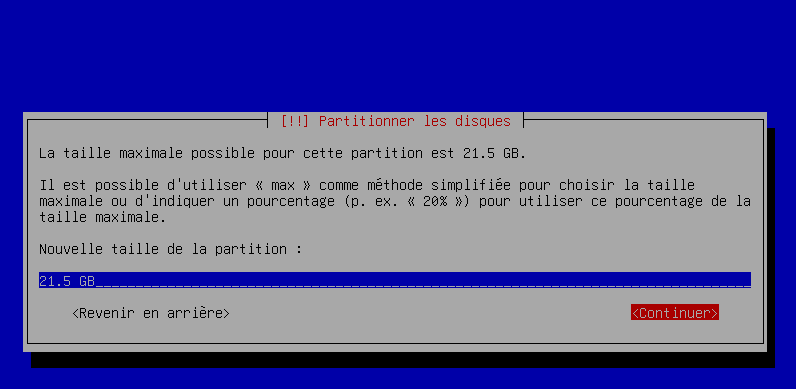 [!!] Partitionner les disques
La taille maximale possible pour cette partition est 21.5 GB.
Il est possible d'utiliser « max » comme méthode simplifiée pour choisir la taille
maximale ou d'indiquer un pourcentage (p. ex. « 20% ») pour utiliser ce pourcentage de la
taille maximale.
Nouvelle taille de la partition :
21.5 GB
<Revenir en arrière> <Continuer>